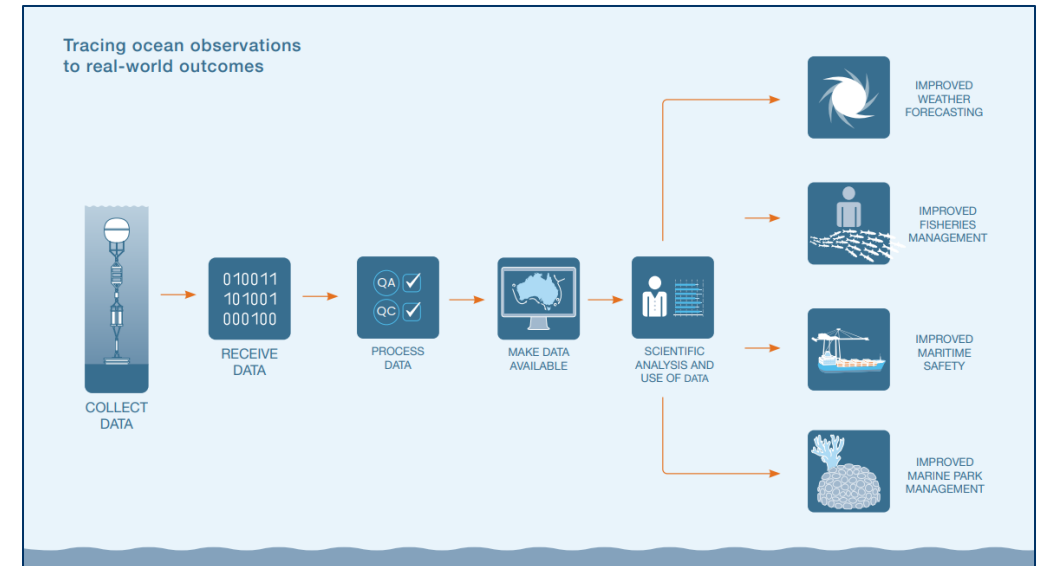 Tracing ocean observations
to real-world outcomes
COLLECT
DATA
010011
101001
000100
RECEIVE
DATA
QA
QC
PROCESS
DATA
MAKE DATA
AVAILABLE
SCIENTIFIC
ANALYSIS AND
USE OF DATA
IMPROVED
WEATHER
FORECASTING
IMPROVED
FISHERIES
MANAGEMENT
IMPROVED
MARITIME
SAFETY
IMPROVED
MARINE PARK
MANAGEMENT